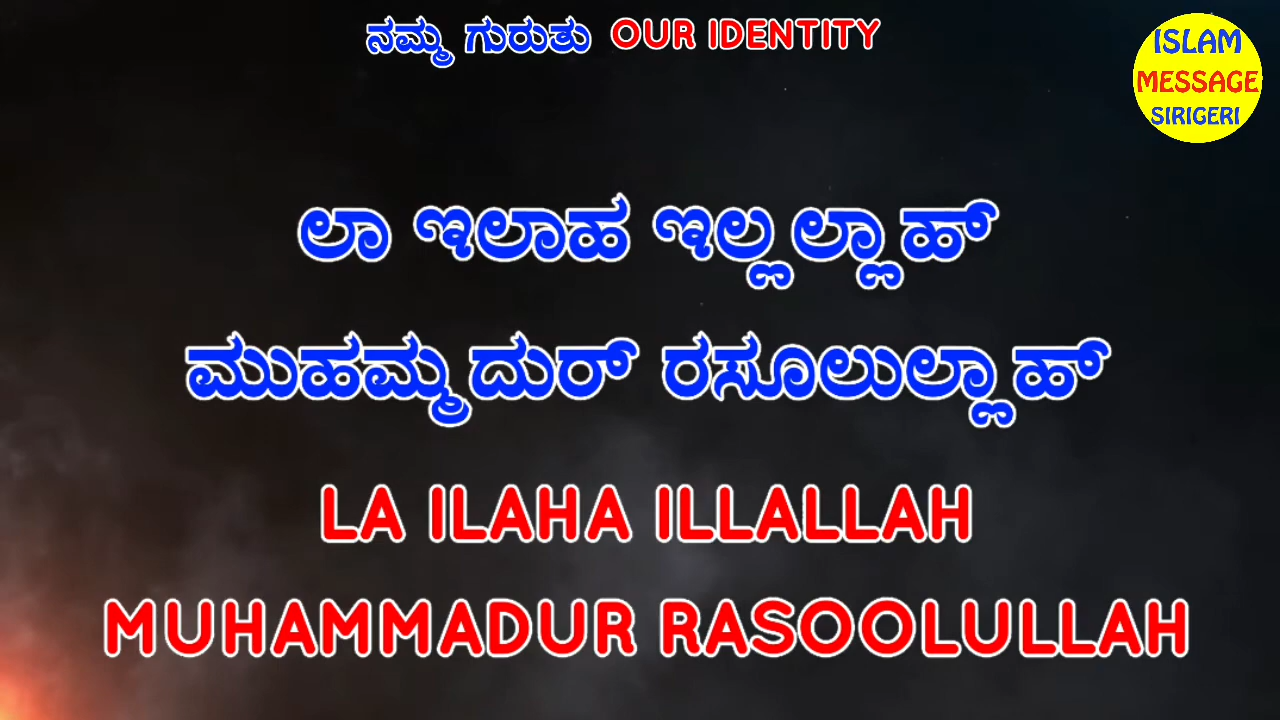 ನಮ್ಮ ಗುರುತು OUR IDENTITY
ISLAM
MESSAGE
SIRIGERI
ಲಾ ಇಲಾಹ ಇಲ್ಲಲ್ಲಾಹ್
ಮುಹಮ್ಮದುರ್ ರಸೂಲುಲ್ಲಾಹ್
LA ILAHA ILLALLAH
MUHAMMADUR RASOOLULLAH